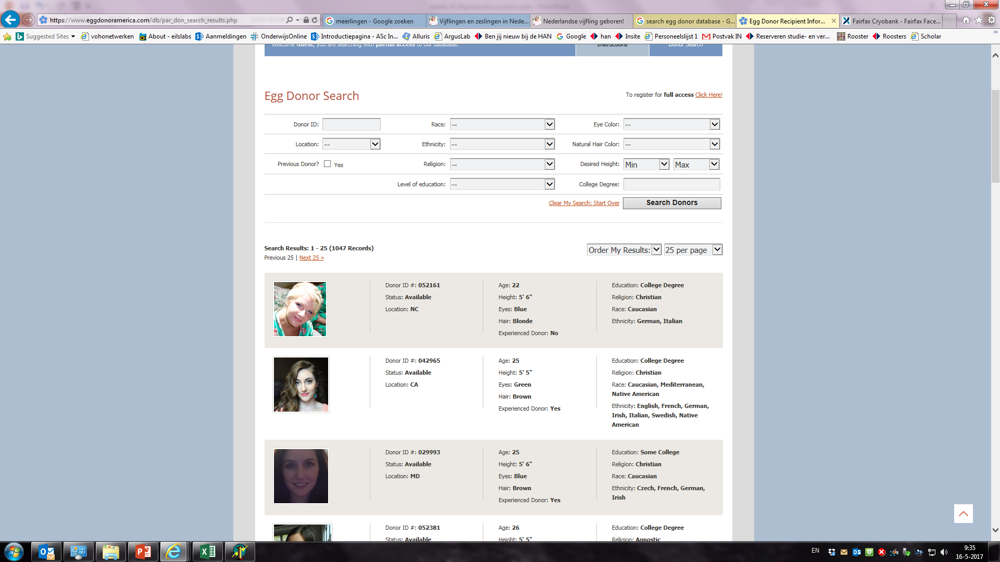 https://www.eggdonoramerica.com/db/par_don_search_results.php
meerlingen - Google zoeken
Vijflingen en zeslingen in Nede...
Nederlandse vijfling geboren!
search egg donor database - G...
Egg Donor Recipient Infor...
Fairfax Cryobank - Fairfax Face...
Suggested Sites
vohonetwerken
About - eilslabs
Aanmeldingen
OnderwijsOnline
Introductiepagina - ASc In...
Alluris
ArgusLab
Ben jij nieuw bij de HAN
Google
han
Insite
Personeelslijst 1
Postvak IN
Reserveren studie- en ver...
Rooster
Roosters
Scholar
Welcome Guest, you are searching with partial access to our database.
Instructions
Donor Search
Egg Donor Search
To register for full access Click Here!
Donor ID:
Race: --
Eye Color: --
Location: --
Ethnicity: --
Natural Hair Color: --
Previous Donor? Yes
Religion: --
Desired Height: Min Max
Level of education: --
College Degree:
Clear My Search: Start Over
Search Donors
Search Results: 1 - 25 (1047 Records)
Previous 25 | Next 25 »
Order My Results:
25 per page
Donor ID #: 052161
Status: Available
Location: NC
Age: 22
Height: 5' 6"
Eyes: Blue
Hair: Blonde
Experienced Donor: No
Education: College Degree
Religion: Christian
Race: Caucasian
Ethnicity: German, Italian
Donor ID #: 042965
Status: Available
Location: CA
Age: 25
Height: 5' 5"
Eyes: Green
Hair: Brown
Experienced Donor: Yes
Education: College Degree
Religion: Christian
Race: Caucasian, Mediterranean,
Native American
Ethnicity: English, French, German,
Irish, Italian, Swedish, Native
American
Donor ID #: 029993
Status: Available
Location: MD
Age: 25
Height: 5' 6"
Eyes: Blue
Hair: Brown
Experienced Donor: Yes
Education: Some College
Religion: Christian
Race: Caucasian
Ethnicity: Czech, French, German,
Irish
Donor ID #: 052381
Status: Available
Age: 26
Height: 5' 5"
Education: College Degree
Religion: Agnostic
EN
9:35
16-5-2017